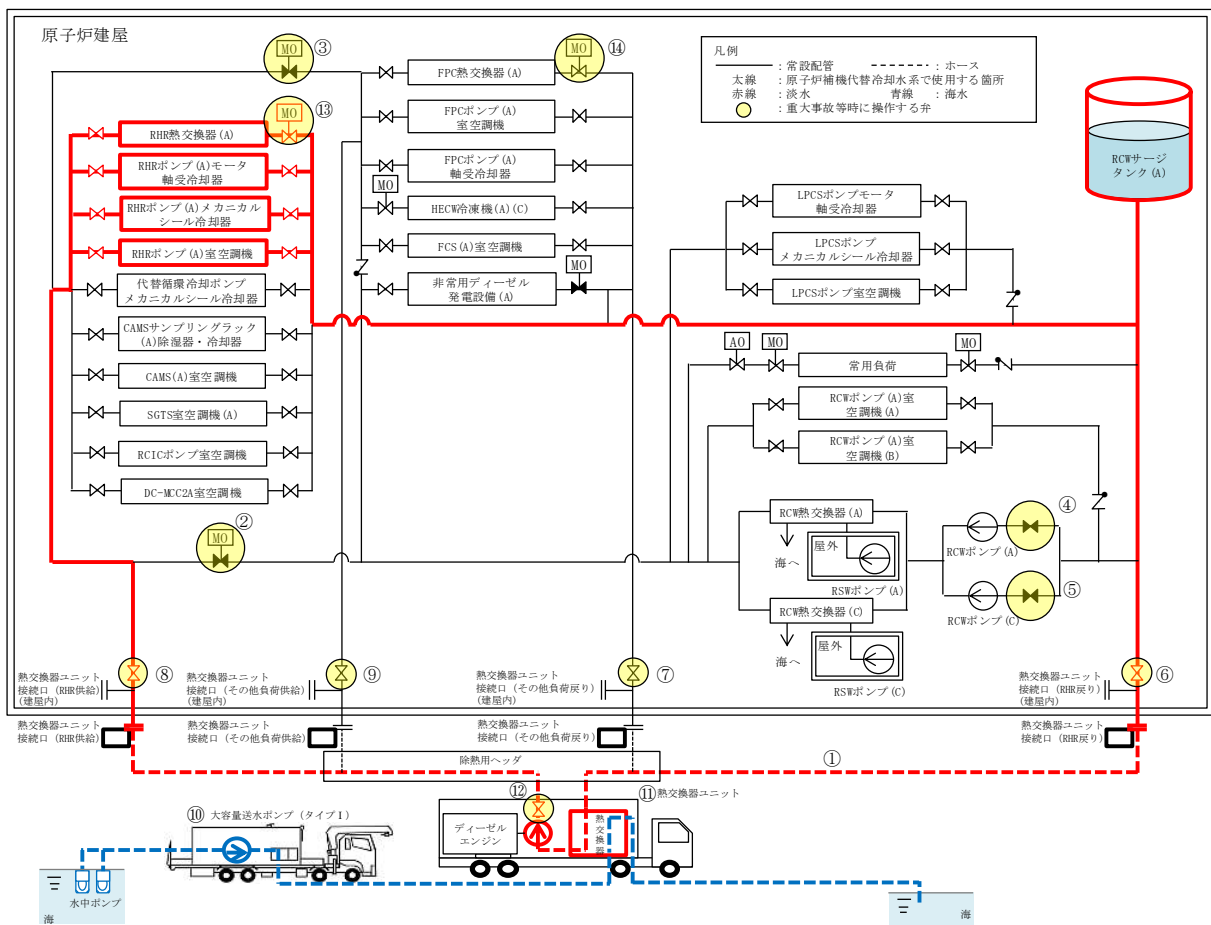 原子炉建屋
MO
③
MO
⑭
FPC熱交換器(A)
FPCポンプ(A)
室空調機
FPCポンプ(A)
軸受冷却器
MO
HECW冷凍機(A)(C)
FCS(A)室空調機
非常用ディーゼル
発電設備(A)
MO
凡例
：常設配管
：ホース
太線
：原子炉補機代替冷却水系で使用する箇所
赤線
：淡水
青線
：海水
：重大事故等時に操作する弁
RCWサージ
タンク(A)
MO
⑬
RHR熱交換器(A)
RHRポンプ(A)モータ
軸受冷却器
RHRポンプ(A)メカニカル
シール冷却器
RHRポンプ(A)室空調機
代替循環冷却ポンプ
メカニカルシール冷却器
CAMSサンプリングラック
(A)除湿器・冷却器
CAMS(A)室空調機
SGTS室空調機(A)
RCICポンプ室空調機
DC-MCC2A室空調機
LPCSポンプモータ
軸受冷却器
LPCSポンプ
メカニカルシール冷却器
LPCSポンプ室空調機
AO
MO
常用負荷
MO
RCWポンプ(A)室
空調機(A)
RCWポンプ(A)室
空調機(B)
②
MO
RCW熱交換器(A)
海へ
屋外
RSWポンプ(A)
RCW熱交換器(C)
海へ
屋外
RSWポンプ(C)
④
RCWポンプ(A)
⑤
RCWポンプ(C)
⑧
⑨
⑦
⑥
熱交換器ユニット
接続口（RHR供給）
(建屋内)
熱交換器ユニット
接続口（その他負荷供給）
(建屋内)
熱交換器ユニット
接続口（その他負荷戻り）
(建屋内)
熱交換器ユニット
接続口（RHR戻り）
(建屋内)
熱交換器ユニット
接続口（RHR供給）
熱交換器ユニット
接続口（その他負荷供給）
熱交換器ユニット
接続口（その他負荷戻り）
熱交換器ユニット
接続口（RHR戻り）
除熱用ヘッダ
①
⑩ 大容量送水ポンプ（タイプⅠ）
⑫
⑪ 熱交換器ユニット
ディーゼル
エンジン
熱交換器
水中ポンプ
海
海